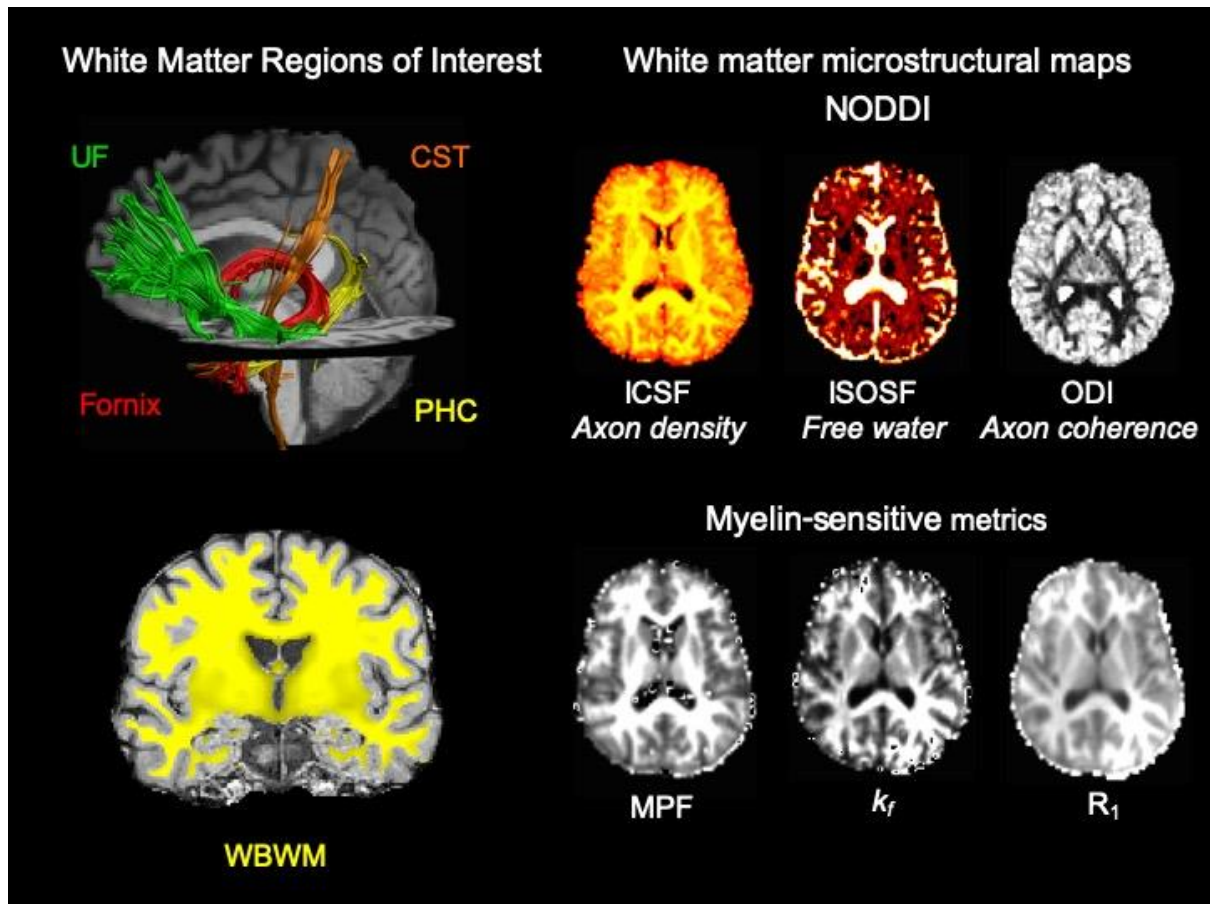 White Matter Regions of Interest
UF
CST
Fornix
PHC
WBWM
White matter microstructural maps
NODDI
ICSF
Axon density
ISOSF
Free water
ODI
Axon coherence
Myelin-sensitive metrics
MPF
kf
R1